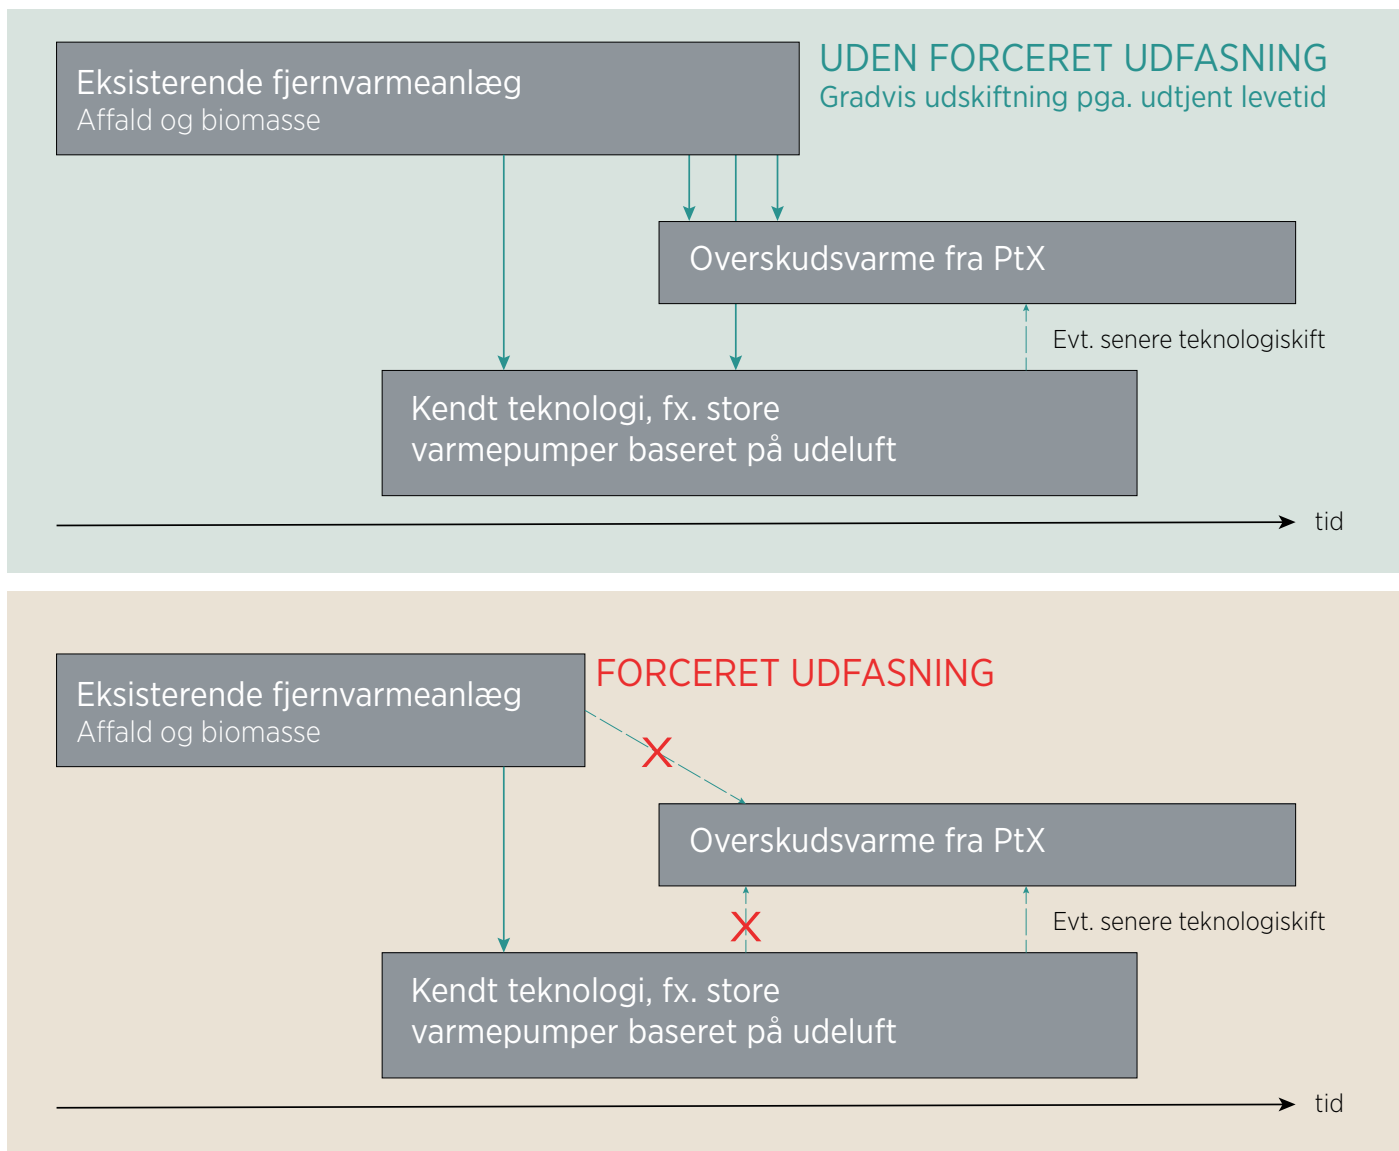 Eksisterende fjernvarmeanlæg
Affald og biomasse
UDEN FORCERET UDFASNING
Gradvis udskiftning pga. udtjent levetid
Overskudsvarme fra PtX
Evt. senere teknologiskift
Kendt teknologi, fx. store
varmepumper baseret på udeluft
tid
Eksisterende fjernvarmeanlæg
Affald og biomasse
FORCERET UDFASNING
Overskudsvarme fra PtX
Evt. senere teknologiskift
Kendt teknologi, fx. store
varmepumper baseret på udeluft
tid